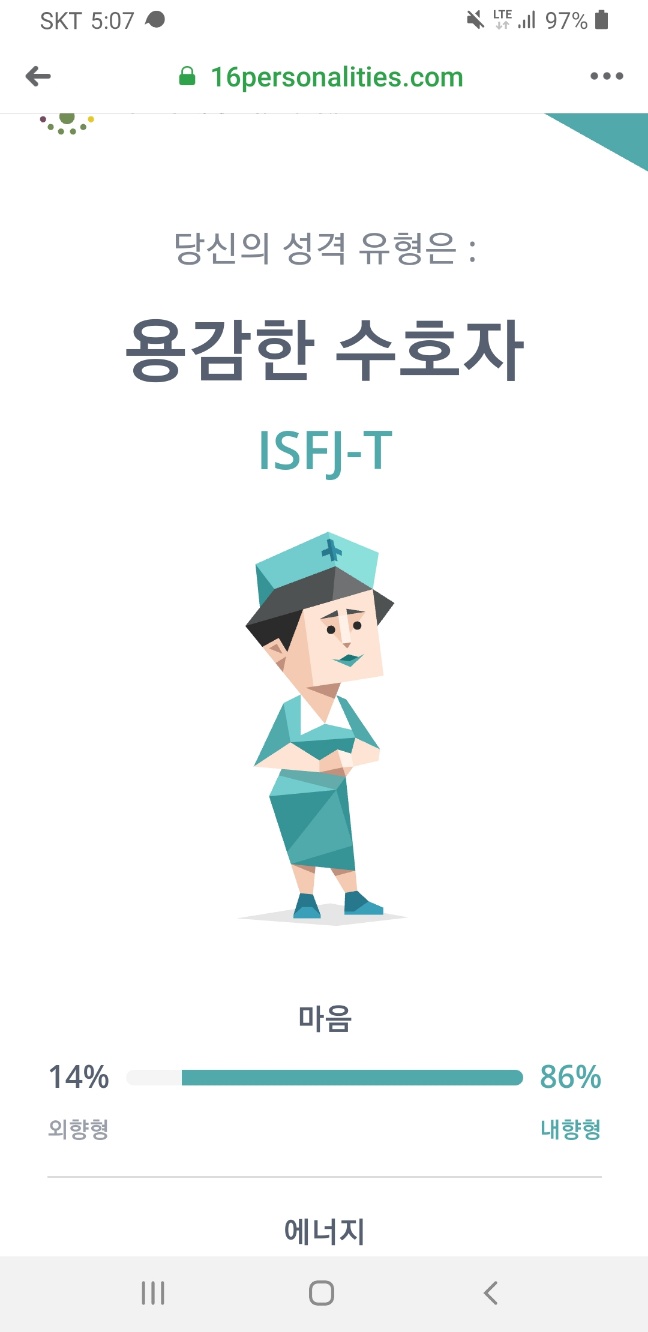 SKT 5:07 LTE 97%
16personalities.com
당신의 성격 유형은 :
용감한 수호자
ISFJ-T
마음
14% 86%
외향형 내향형
에너지